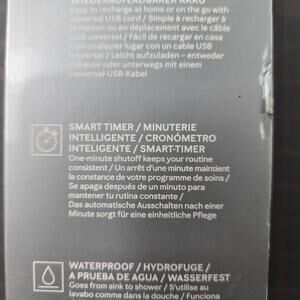 WIEDERAUFLADBARER AKKU
Easy to recharge at home or on the go with
universal USB cord / Simple à recharger à
maison ou en déplacement avec le câble
USB universel / Fácil de recargar en casa
en cualquier lugar con un cable USB
universal / Leicht aufzuladen – entweder
zuhause oder unterwegs mit einem
Universal-USB-Kabel
SMART TIMER / MINUTERIE
INTELLIGENTE / CRONÓMETRO
INTELIGENTE / SMART-TIMER
One-minute shutoff keeps your routine
consistent / Un arrêt d'une minute maintient
la constance de votre programme de soins /
Se apaga después de un minuto para
mantener tu rutina constante /
Das automatische Ausschalten nach einer
Minute sorgt für eine einheitliche Pflege
WATERPROOF / HYDROFUGE /
A PRUEBA DE AGUA / WASSERFEST
Goes from sink to shower / S'utilise au
lavabo comme dans la douche / Funciona